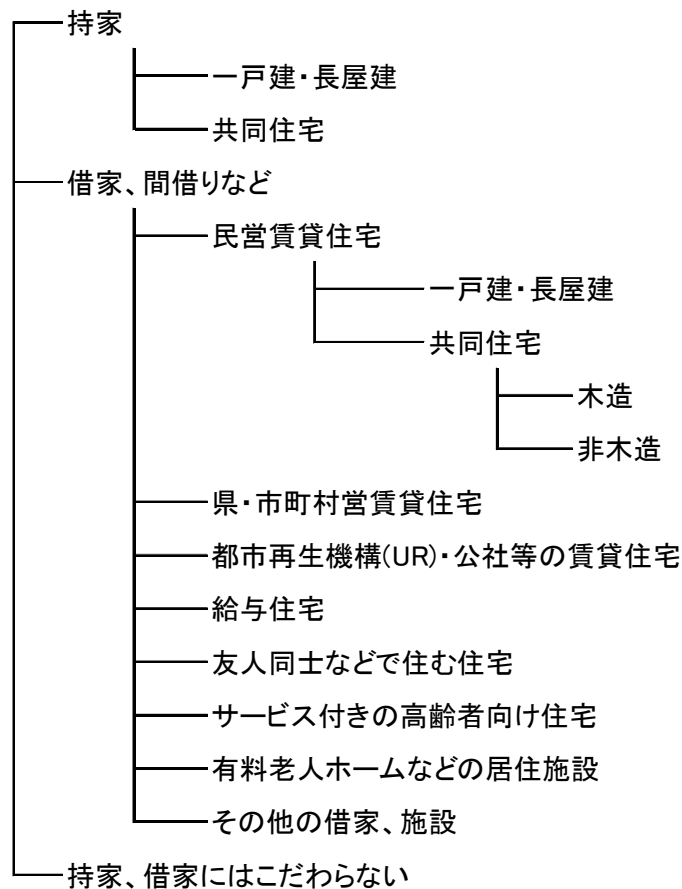 持家
一戸建・長屋建
共同住宅
借家、間借りなど
民営賃貸住宅
一戸建・長屋建
共同住宅
木造
非木造
県・市町村営賃貸住宅
都市再生機構(UR)・公社等の賃貸住宅
給与住宅
友人同士などで住む住宅
サービス付きの高齢者向け住宅
有料老人ホームなどの居住施設
その他の借家、施設
持家、借家にはこだわらない